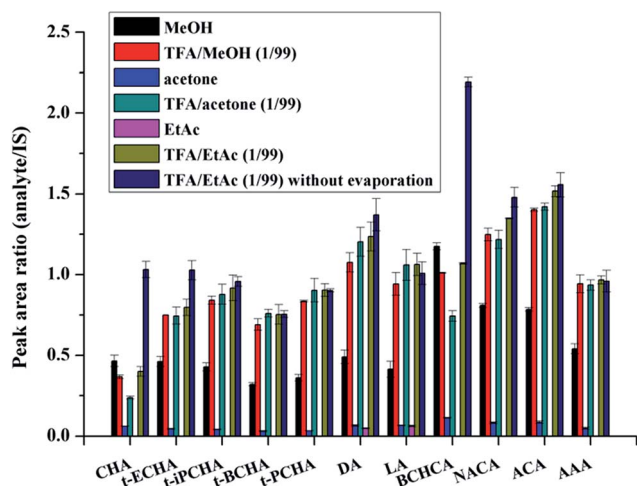 Peak area ratio (analyte/IS)
2.5
2.0
1.5
1.0
0.5
0.0
MeOH
TFA/MeOH (1/99)
acetone
TFA/acetone (1/99)
EtAc
TFA/EtAc (1/99)
TFA/EtAc (1/99) without evaporation
CHA
t-ECHA
t-iPCHA
t-BCHA
t-PCHA
DA
LA
BCHCA
NACA
ACA
AAA